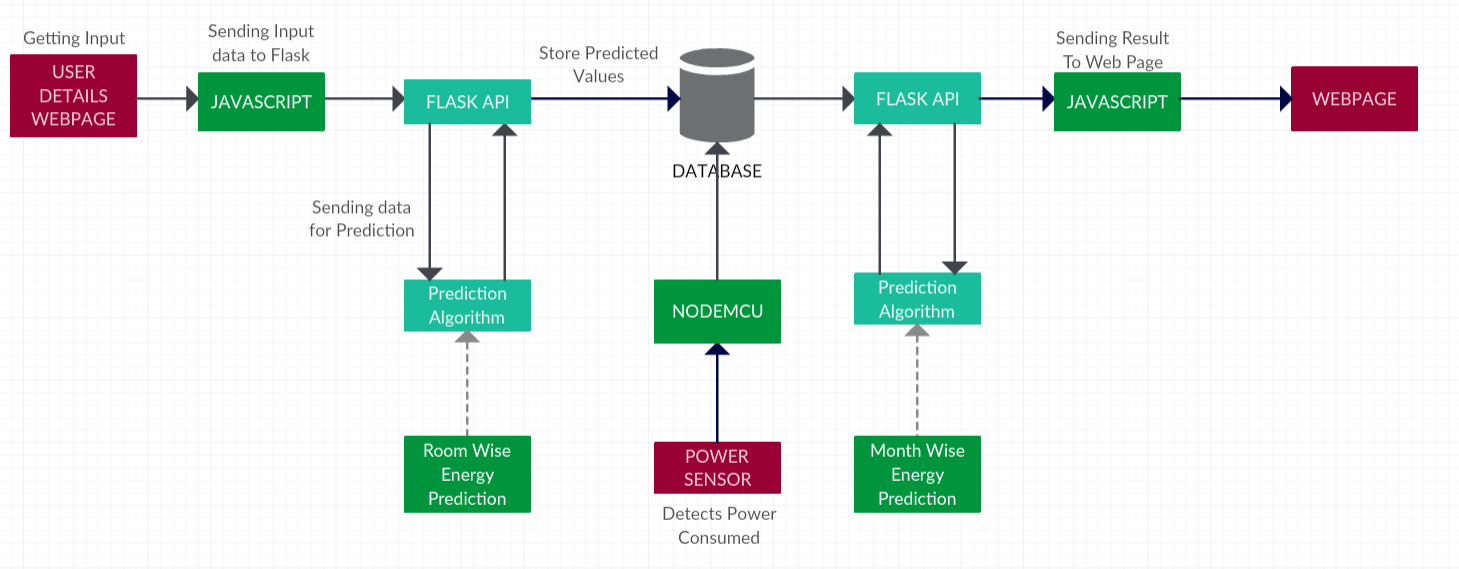 Getting Input
USER
DETAILS
WEBPAGE
Sending Input
data to Flask
JAVASCRIPT
FLASK API
Store Predicted
Values
DATABASE
FLASK API
Sending Result
To Web Page
JAVASCRIPT
WEBPAGE
Sending data
for Prediction
Prediction
Algorithm
NODEMCU
Prediction
Algorithm
Room Wise
Energy
Prediction
POWER
SENSOR
Detects Power
Consumed
Month Wise
Energy
Prediction